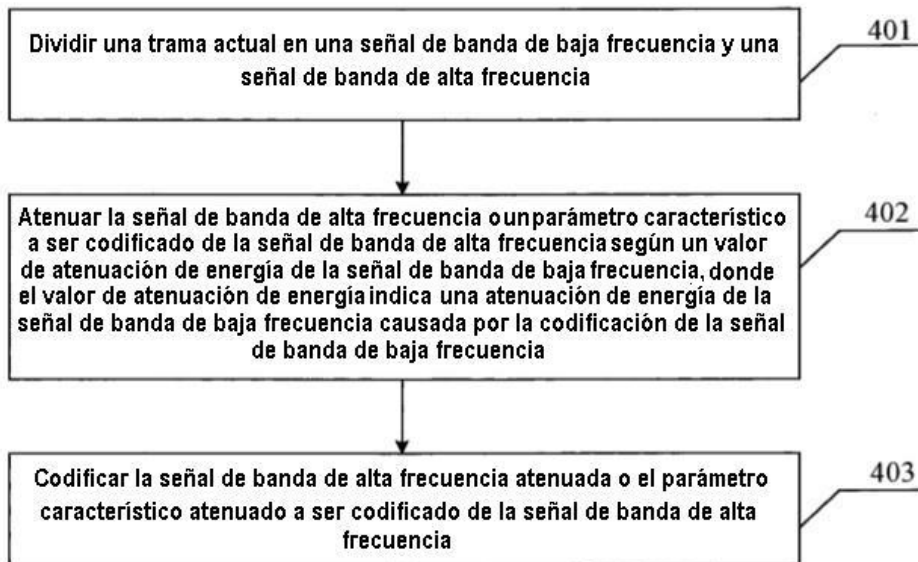 Dividir una trama actual en una señal de banda de baja frecuencia y una
señal de banda de alta frecuencia
401
Atenuar la señal de banda de alta frecuencia o unparámetro característico
a ser codificado de la señal de banda de alta frecuencia según un valor
de atenuación de energía de la señal de banda de baja frecuencia, donde
el valor de atenuación de energía indica una atenuación de energía de la
señal de banda de baja frecuencia causada por la codificación de la señal
de banda de baja frecuencia
402
Codificar la señal de banda de alta frecuencia atenuada o el parámetro
característico atenuado a ser codificado de la señal de banda de alta
frecuencia
403